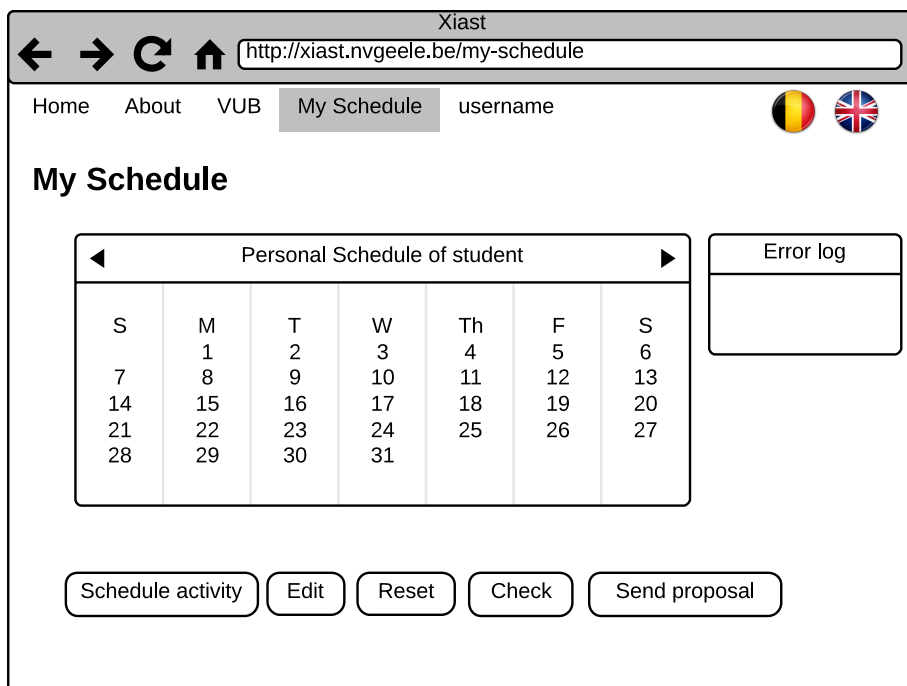 Xiast
http://xiast.nvgeele.be/my-schedule
Home About VUB My Schedule username
My Schedule
Personal Schedule of student
Error log
S M T W Th F S
1 2 3 4 5 6
7 8 9 10 11 12 13
14 15 16 17 18 19 20
21 22 23 24 25 26 27
28 29 30 31
Schedule activity Edit Reset Check Send proposal